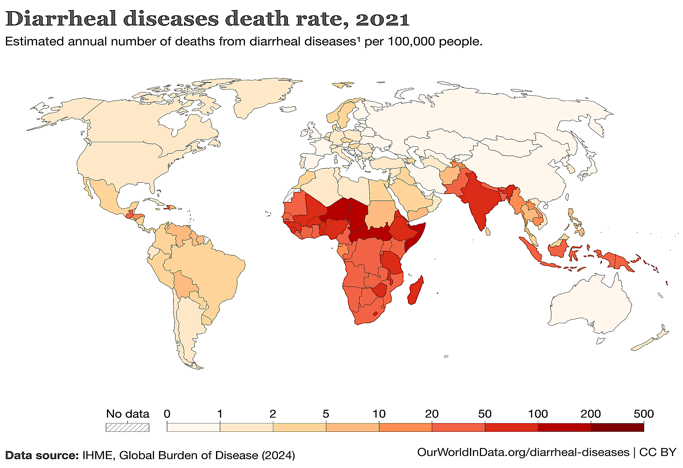 Diarrheal diseases death rate, 2021
Estimated annual number of deaths from diarrheal diseases¹ per 100,000 people.
No data 0 1 2 5 10 20 50 100 200 500
Data source: IHME, Global Burden of Disease (2024) OurWorldinData.org/diarrheal-diseases | CC BY